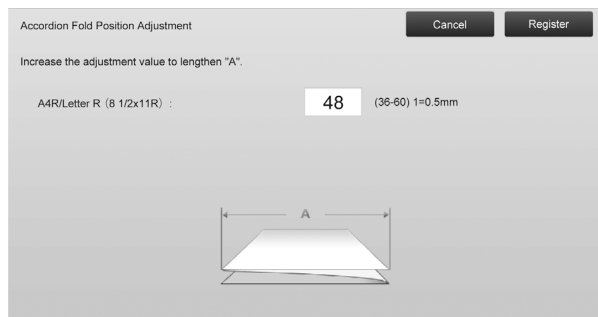 Accordion Fold Position Adjustment
Cancel
Register
Increase the adjustment value to lengthen "A".
A4R/Letter R (8 1/2x11R) : 48 (36-60) 1=0.5mm
A